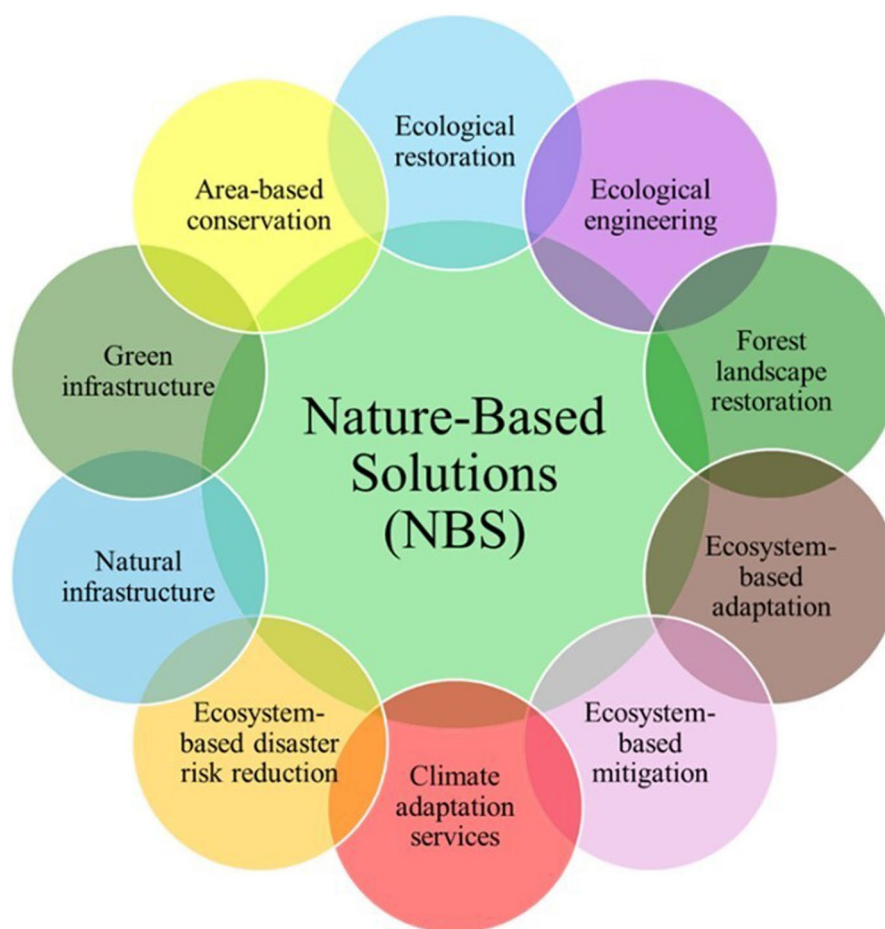 Ecological
restoration
Ecological
engineering
Forest
landscape
restoration
Ecosystem-
based
adaptation
Ecosystem-
based
mitigation
Climate
adaptation
services
Ecosystem-
based disaster
risk reduction
Natural
infrastructure
Green
infrastructure
Area-based
conservation
Nature-Based
Solutions
(NBS)